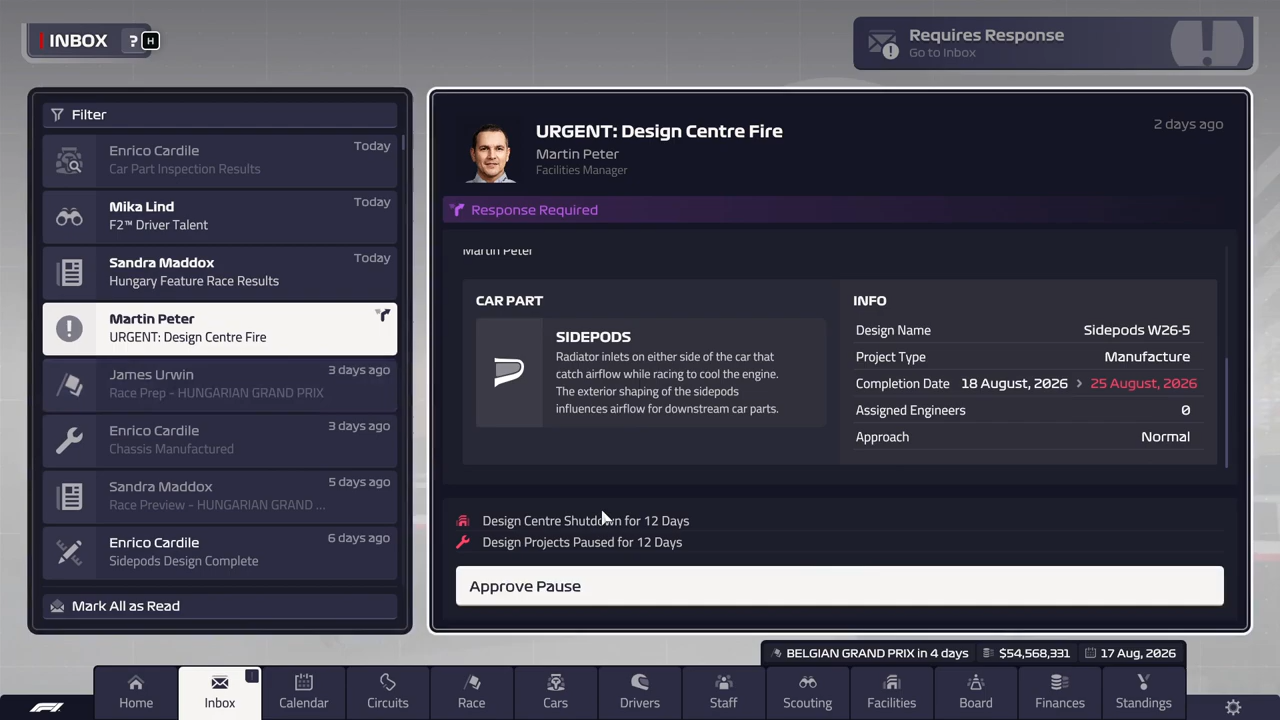 INBOX
? H
Requires Response
Go to Inbox
Filter
Enrico Cardile
Today
Car Part Inspection Results
Mika Lind
Today
F2™ Driver Talent
Sandra Maddox
Today
Hungary Feature Race Results
Martin Peter
URGENT: Design Centre Fire
James Urwin
3 days ago
Race Prep - HUNGARIAN GRAND PRIX
Enrico Cardile
3 days ago
Chassis Manufactured
Sandra Maddox
5 days ago
Race Preview - HUNGARIAN GRAND ...
Enrico Cardile
6 days ago
Sidepods Design Complete
Mark All as Read
URGENT: Design Centre Fire
2 days ago
Martin Peter
Facilities Manager
Response Required
Martin Peter
CAR PART
SIDEPODS
Radiator inlets on either side of the car that
catch airflow while racing to cool the engine.
The exterior shaping of the sidepods
influences airflow for downstream car parts.
INFO
Design Name Sidepods W26-5
Project Type Manufacture
Completion Date 18 August, 2026 > 25 August, 2026
Assigned Engineers 0
Approach Normal
Design Centre Shutdown for 12 Days
Design Projects Paused for 12 Days
Approve Pause
BELGIAN GRAND PRIX in 4 days $54,568,331 17 Aug, 2026
F1
Home
Inbox
Calendar
Circuits
Race
Cars
Drivers
Staff
Scouting
Facilities
Board
Finances
Standings